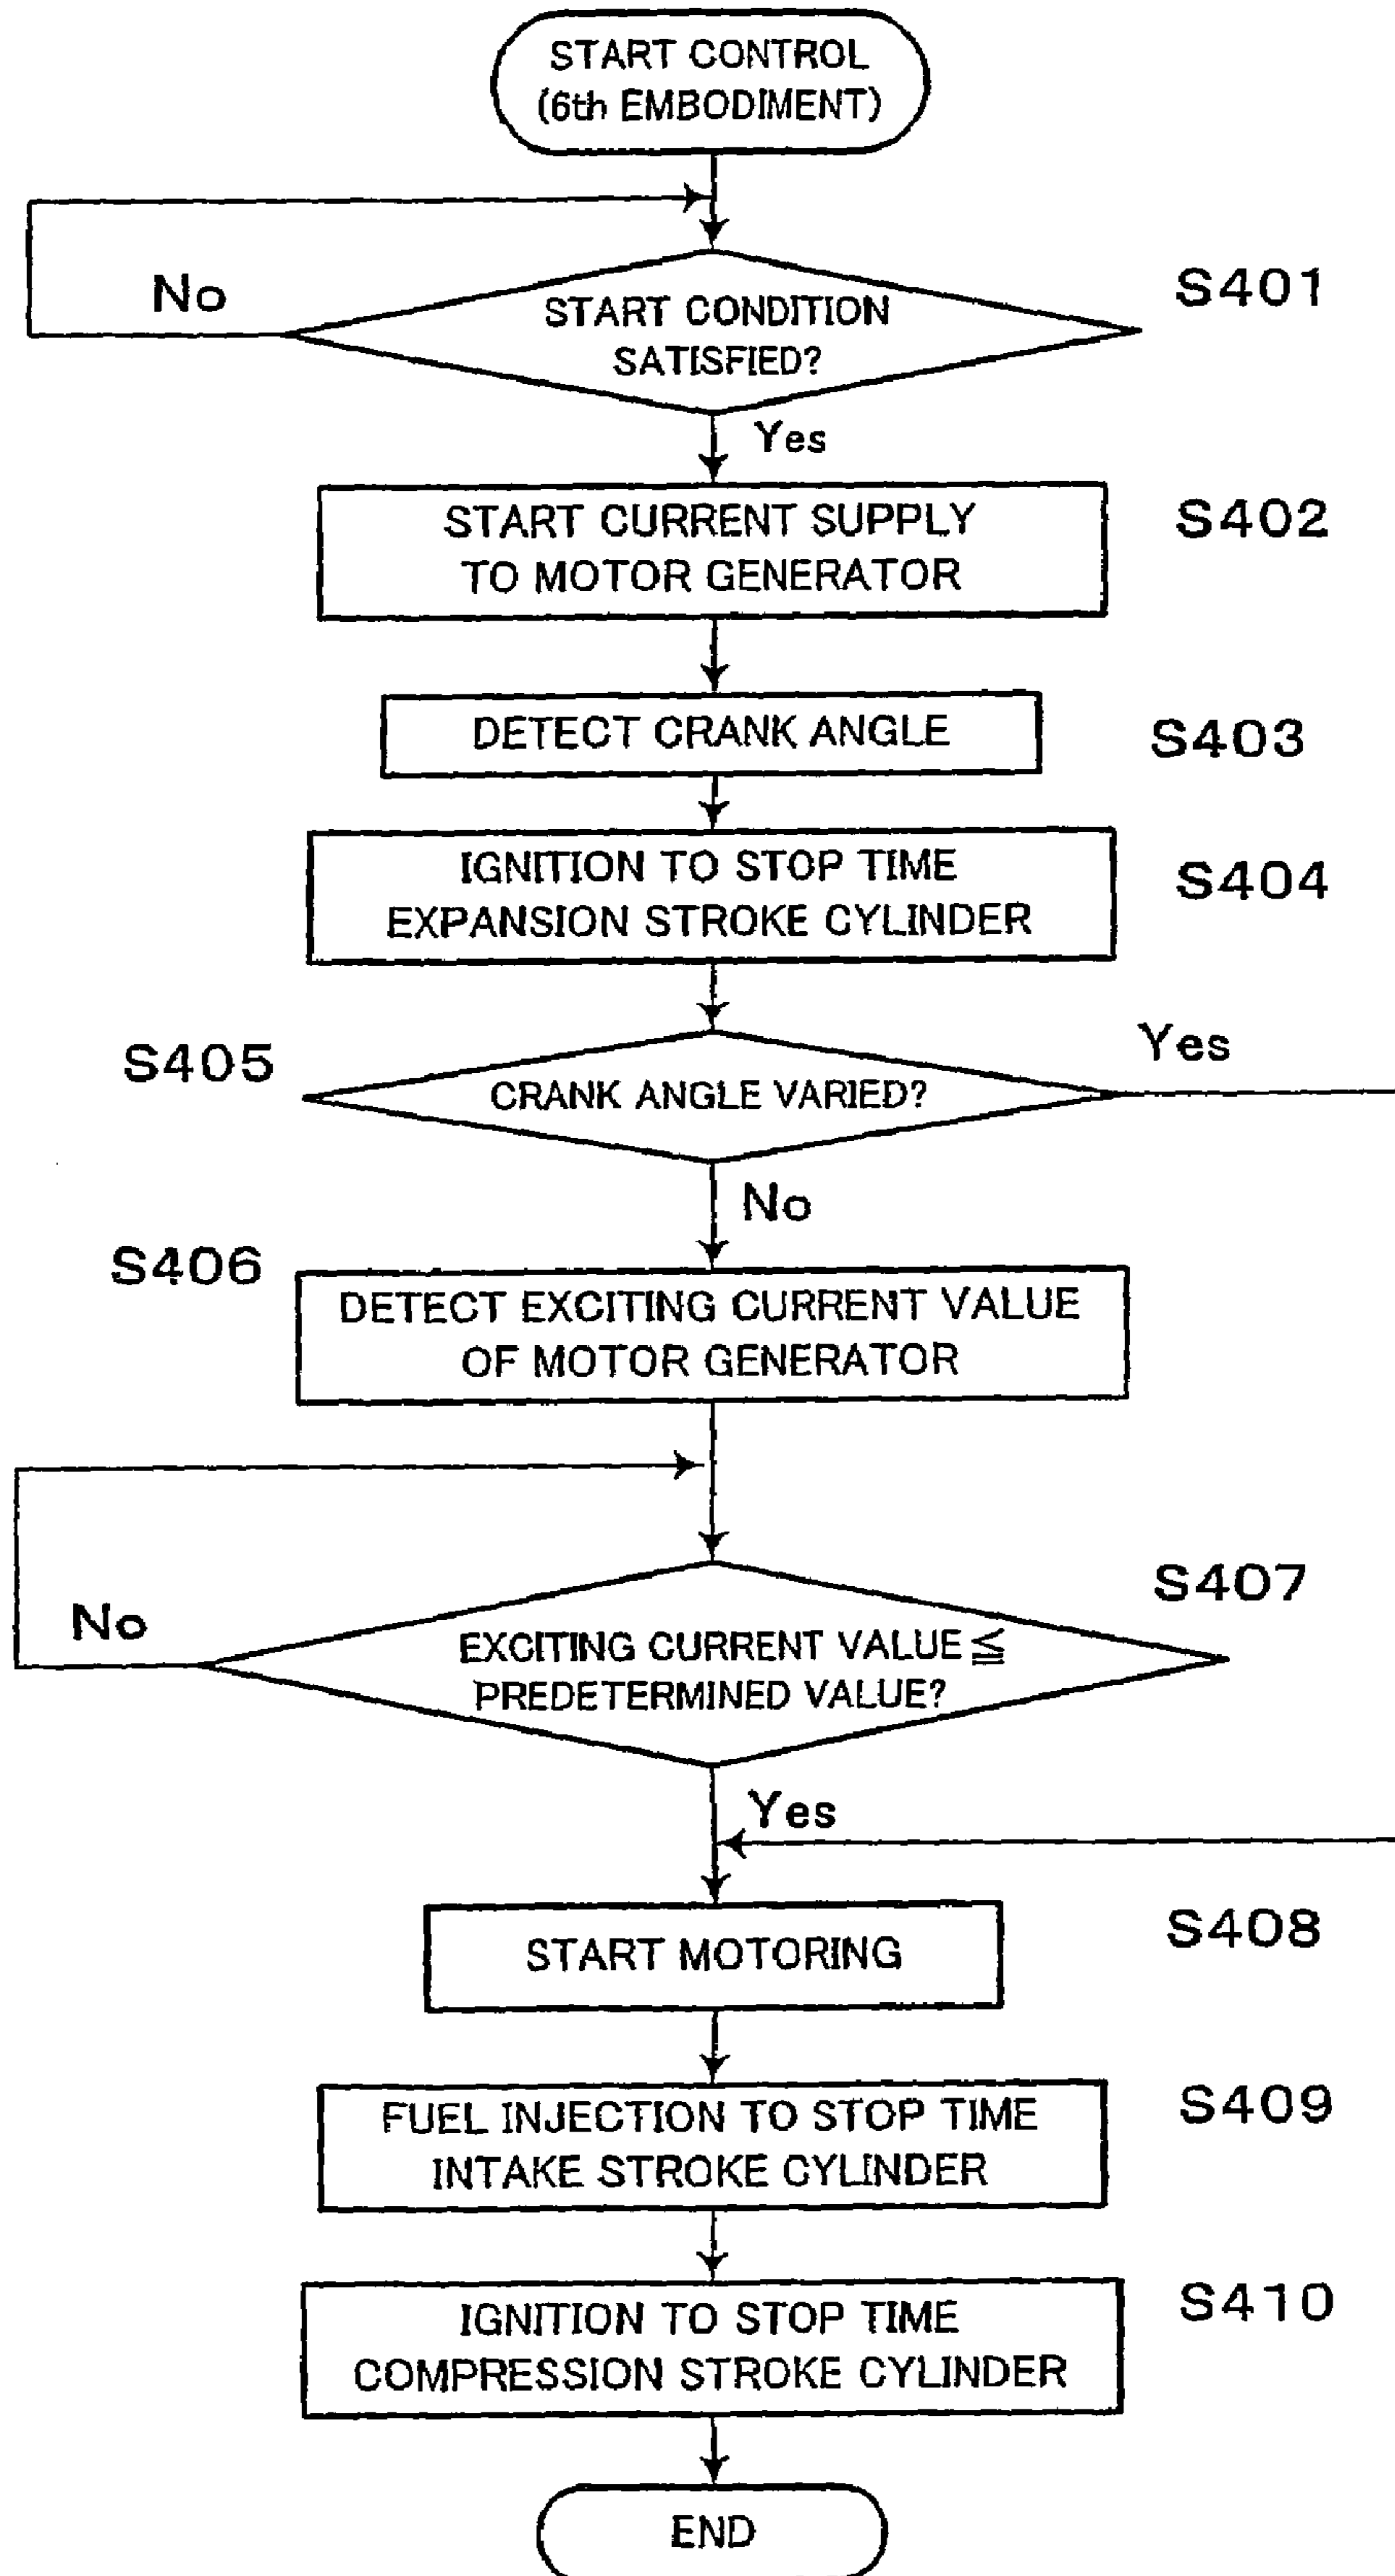 START CONTROL
(6th EMBODIMENT)
No
S401
START CONDITION
SATISFIED?
Yes
START CURRENT SUPPLY
TO MOTOR GENERATOR
S402
DETECT CRANK ANGLE
S403
IGNITION TO STOP TIME
EXPANSION STROKE CYLINDER
S404
S405
Yes
CRANK ANGLE VARIED?
No
S406
DETECT EXCITING CURRENT VALUE
OF MOTOR GENERATOR
S407
No
EXCITING CURRENT VALUE ≦
PREDETERMINED VALUE?
Yes
START MOTORING
S408
FUEL INJECTION TO STOP TIME
INTAKE STROKE CYLINDER
S409
IGNITION TO STOP TIME
COMPRESSION STROKE CYLINDER
S410
END